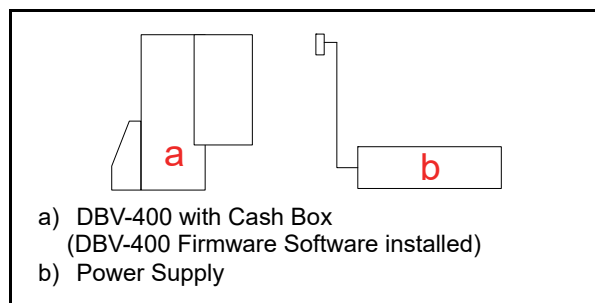 a
b
a) DBV-400 with Cash Box
(DBV-400 Firmware Software installed)
b) Power Supply